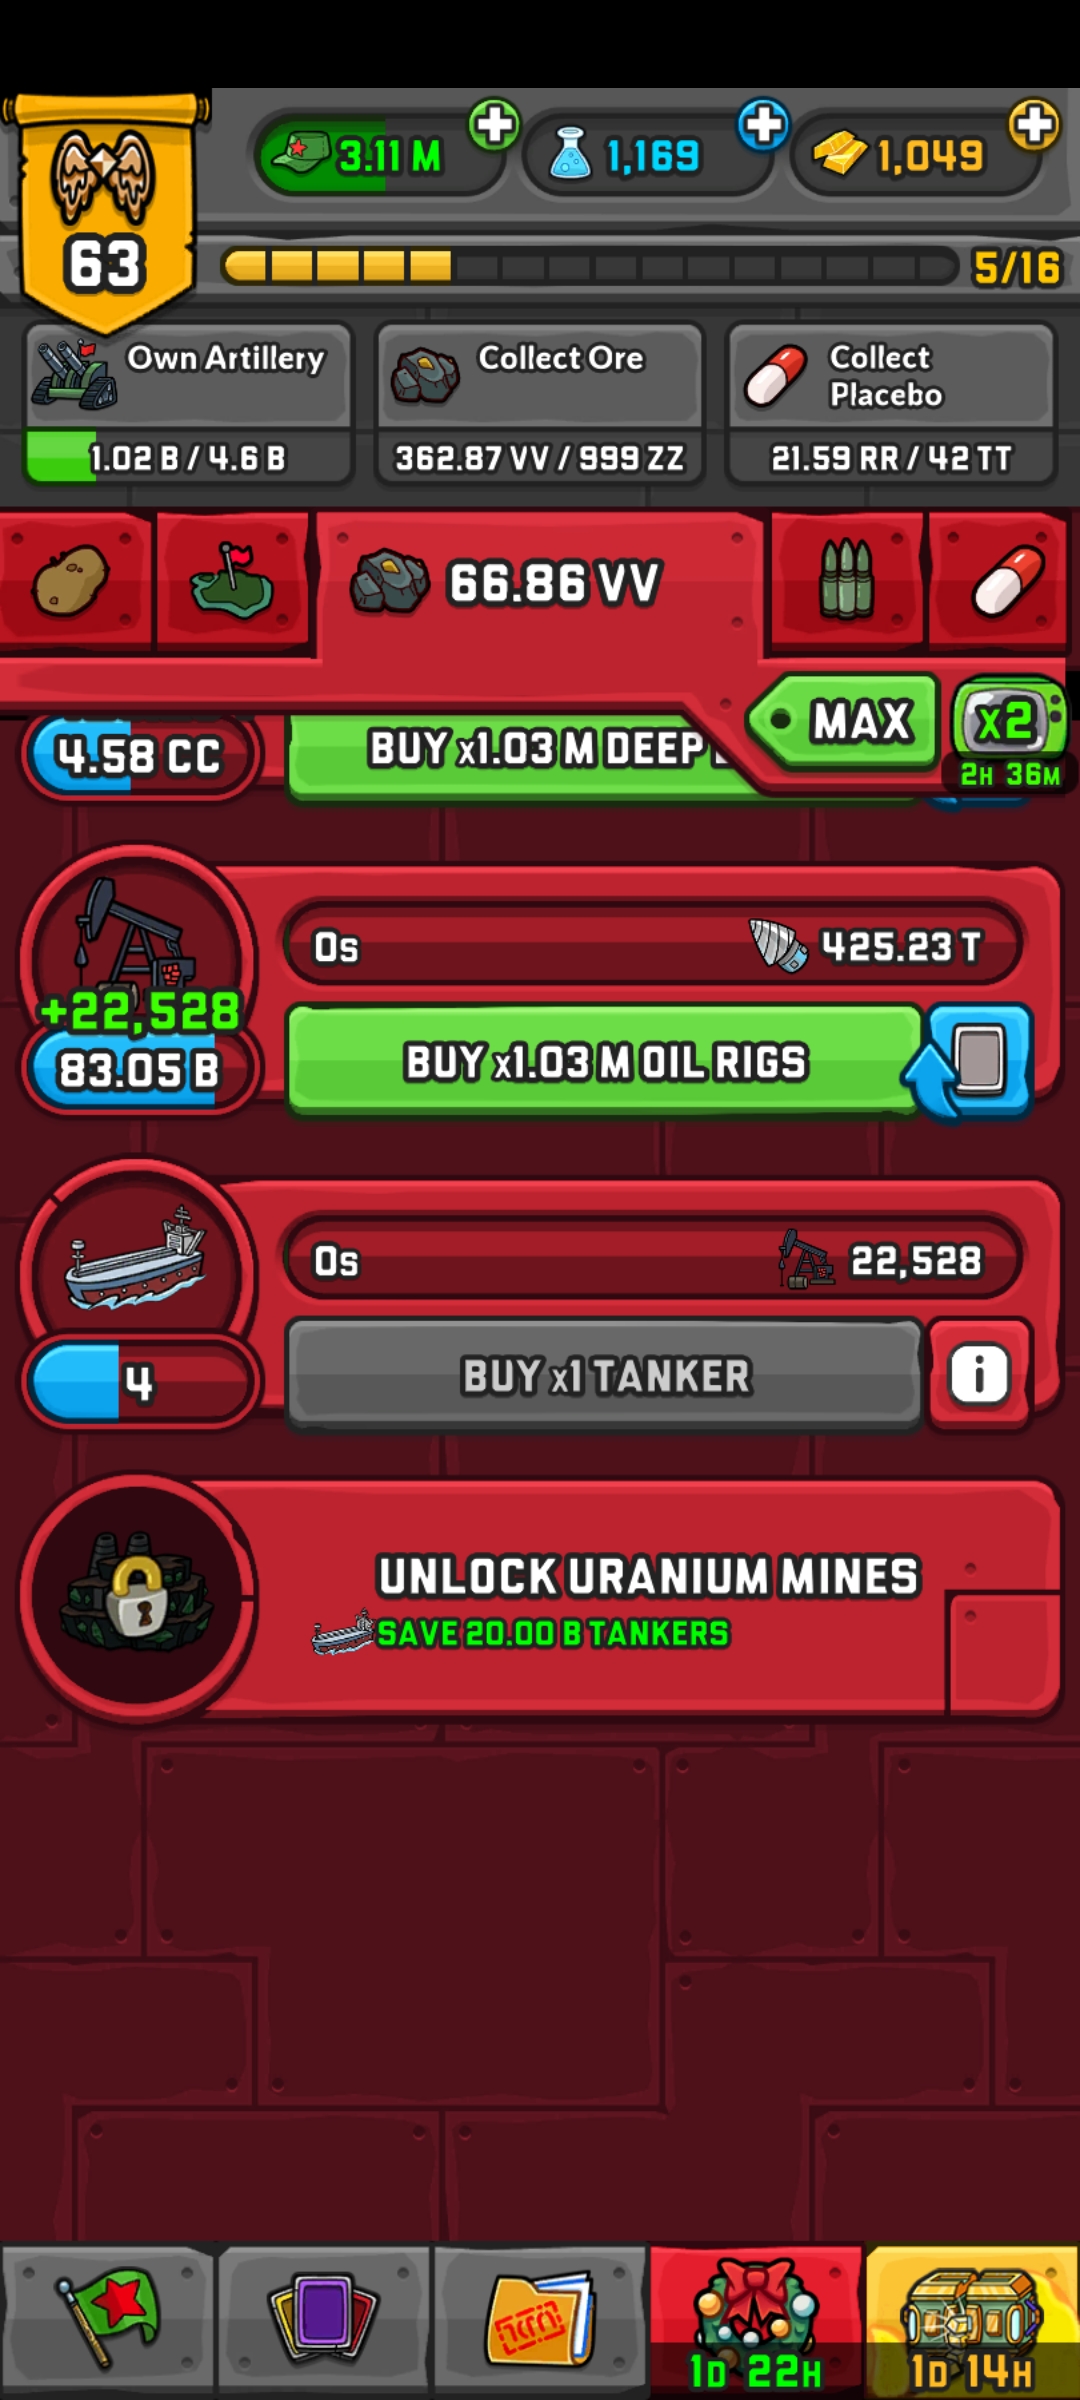 3.11 M
1,169
1,049
63
5/16
Own Artillery
1.02 B / 4.6 B
Collect Ore
362.87 VV / 999 ZZ
Collect
Placebo
21.59 RR / 42 TT
66.86 VV
MAX
x2
2H 36M
4.58 CC
BUY x1.03 M DEEP
0s
425.23 T
+22,528
83.05 B
BUY x1.03 M OIL RIGS
0s
22,528
4
BUY x1 TANKER
i
UNLOCK URANIUM MINES
SAVE 20.00 B TANKERS
1D 22H
1D 14H